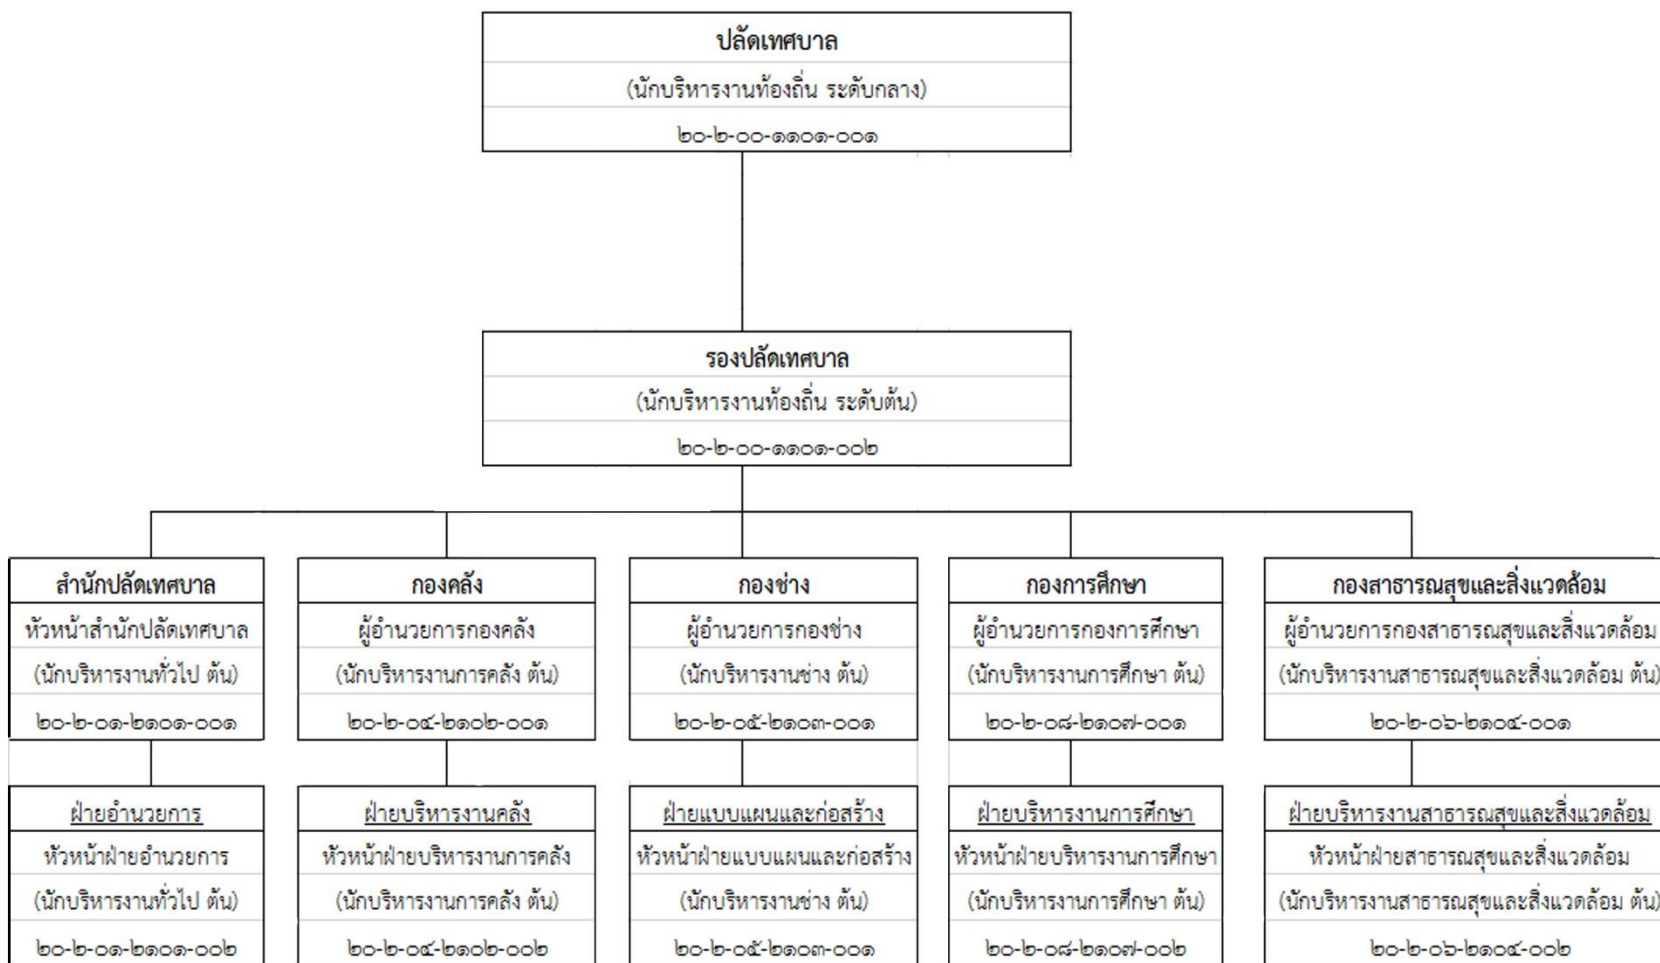 ปลัดเทศบาล
(นักบริหารงานท้องถิ่น ระดับกลาง)
๒๐-๒-๐๐-๑๑๐๑-๐๐๑
รองปลัดเทศบาล
(นักบริหารงานท้องถิ่น ระดับต้น)
๒๐-๒-๐๐-๑๑๐๑-๐๐๒
สำนักปลัดเทศบาล
หัวหน้าสำนักปลัดเทศบาล
(นักบริหารงานทั่วไป ต้น)
๒๐-๒-๐๑-๒๑๐๑-๐๐๑
กองคลัง
ผู้อำนวยการกองคลัง
(นักบริหารงานการคลัง ต้น)
๒๐-๒-๐๔-๒๑๐๒-๐๐๑
กองช่าง
ผู้อำนวยการกองช่าง
(นักบริหารงานช่าง ต้น)
๒๐-๒-๐๕-๒๑๐๓-๐๐๑
กองการศึกษา
ผู้อำนวยการกองการศึกษา
(นักบริหารงานการศึกษา ต้น)
๒๐-๒-๐๘-๒๑๐๗-๐๐๑
กองสาธารณสุขและสิ่งแวดล้อม
ผู้อำนวยการกองสาธารณสุขและสิ่งแวดล้อม
(นักบริหารงานสาธารณสุขและสิ่งแวดล้อม ต้น)
๒๐-๒-๐๖-๒๑๐๔-๐๐๑
ฝ่ายอำนวยการ
หัวหน้าฝ่ายอำนวยการ
(นักบริหารงานทั่วไป ต้น)
๒๐-๒-๐๑-๒๑๐๑-๐๐๒
ฝ่ายบริหารงานคลัง
หัวหน้าฝ่ายบริหารงานการคลัง
(นักบริหารงานการคลัง ต้น)
๒๐-๒-๐๔-๒๑๐๒-๐๐๒
ฝ่ายแบบแผนและก่อสร้าง
หัวหน้าฝ่ายแบบแผนและก่อสร้าง
(นักบริหารงานช่าง ต้น)
๒๐-๒-๐๕-๒๑๐๓-๐๐๑
ฝ่ายบริหารงานการศึกษา
หัวหน้าฝ่ายบริหารงานการศึกษา
(นักบริหารงานการศึกษา ต้น)
๒๐-๒-๐๘-๒๑๐๗-๐๐๒
ฝ่ายบริหารงานสาธารณสุขและสิ่งแวดล้อม
หัวหน้าฝ่ายสาธารณสุขและสิ่งแวดล้อม
(นักบริหารงานสาธารณสุขและสิ่งแวดล้อม ต้น)
๒๐-๒-๐๖-๒๑๐๔-๐๐๒